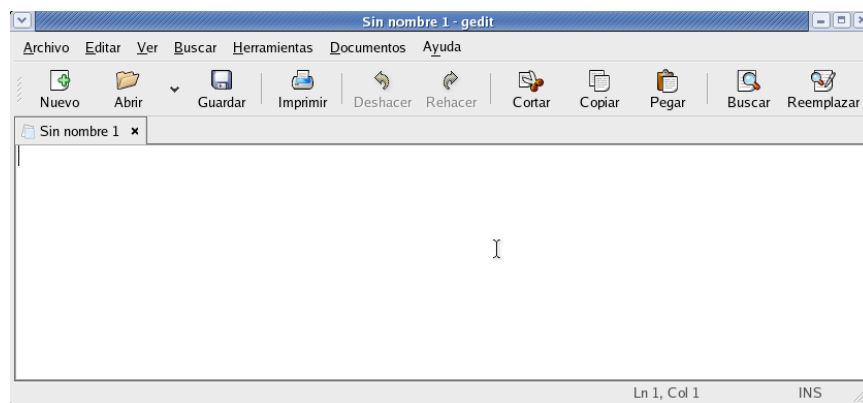 Sin nombre 1 - gedit
Archivo Editar Ver Buscar Herramientas Documentos Ayuda
Nuevo Abrir Guardar Imprimir Deshacer Rehacer Cortar Copiar Pegar Buscar Reemplazar
Sin nombre 1
Ln 1, Col 1 INS